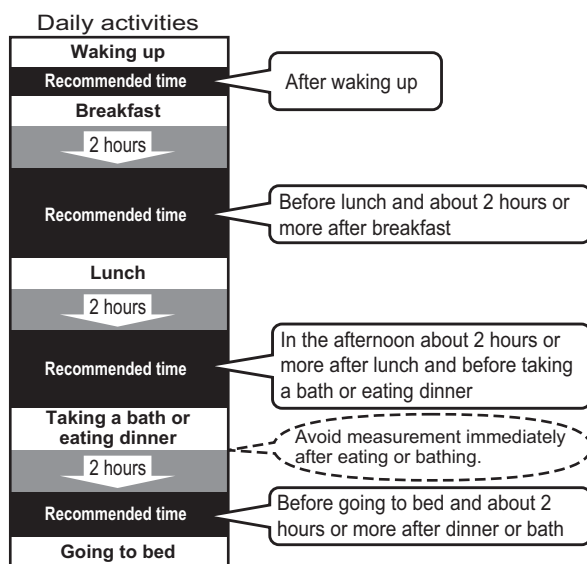 Daily activities
Waking up
Recommended time
After waking up
Breakfast
2 hours
Recommended time
Before lunch and about 2 hours or
more after breakfast
Lunch
2 hours
Recommended time
In the afternoon about 2 hours or
more after lunch and before taking
a bath or eating dinner
Taking a bath or
eating dinner
Avoid measurement immediately
after eating or bathing.
2 hours
Recommended time
Before going to bed and about 2
hours or more after dinner or bath
Going to bed